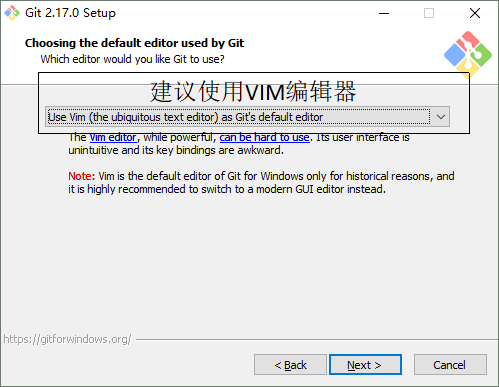 Git 2.17.0 Setup
Choosing the default editor used by Git
Which editor would you like Git to use?
建议使用VIM编辑器
Use Vim (the ubiquitous text editor) as Git's default editor
The Vim editor, while powerful, can be hard to use. Its user interface is
unintuitive and its key bindings are awkward.
Note: Vim is the default editor of Git for Windows only for historical reasons, and
it is highly recommended to switch to a modern GUI editor instead.
https://gitforwindows.org/
< Back
Next >
Cancel